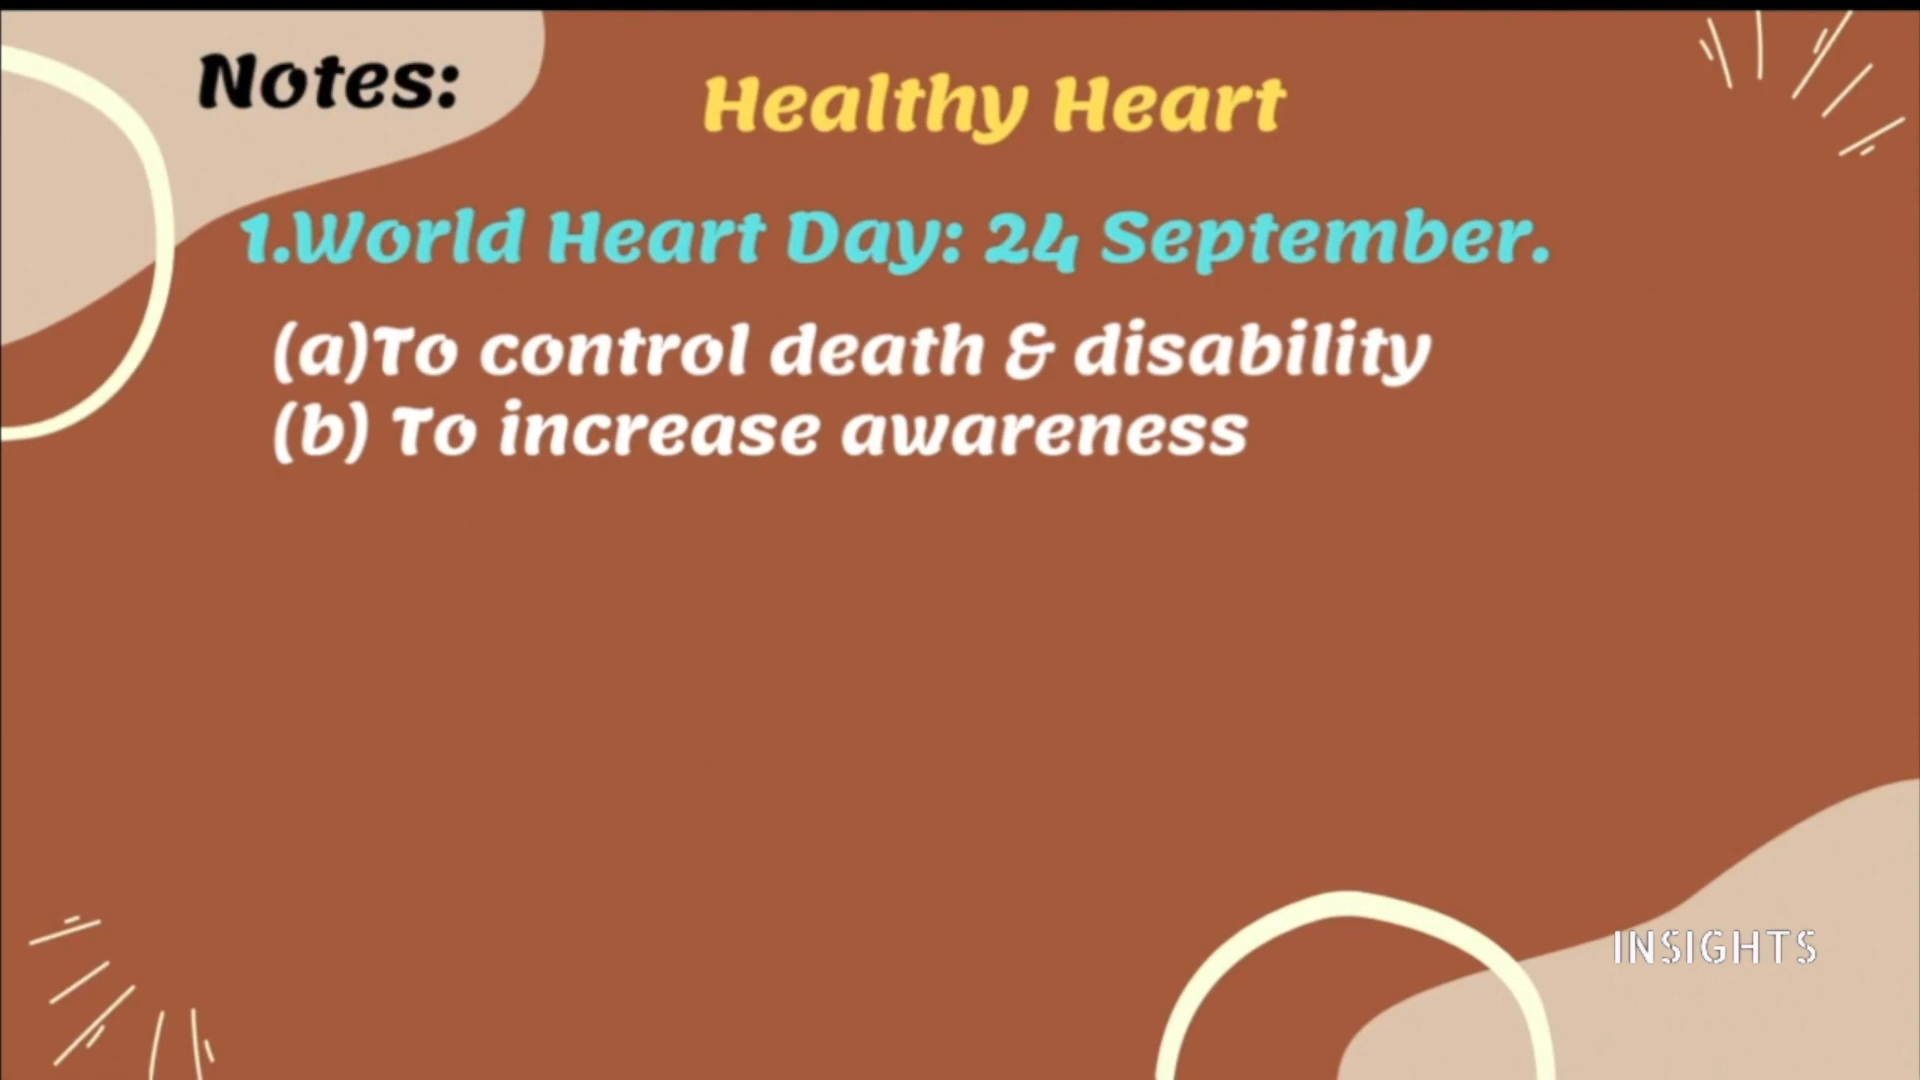 Notes:
Healthy Heart
1.World Heart Day: 24 September.
(a)To control death & disability
(b) To increase awareness
INSIGHTS